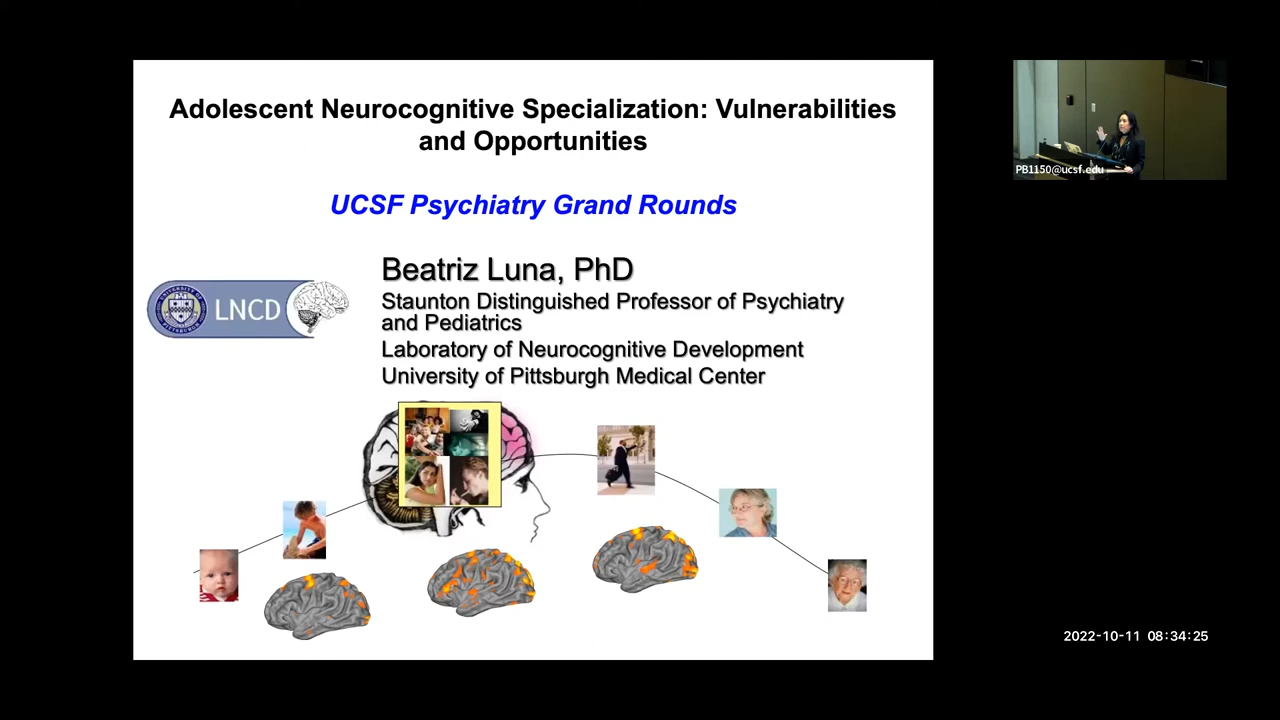 Adolescent Neurocognitive Specialization: Vulnerabilities
and Opportunities
UCSF Psychiatry Grand Rounds
Beatriz Luna, PhD
Staunton Distinguished Professor of Psychiatry
and Pediatrics
Laboratory of Neurocognitive Development
University of Pittsburgh Medical Center
LNCD
PB1150@ucsf.edu
2022-10-11 08:34:25